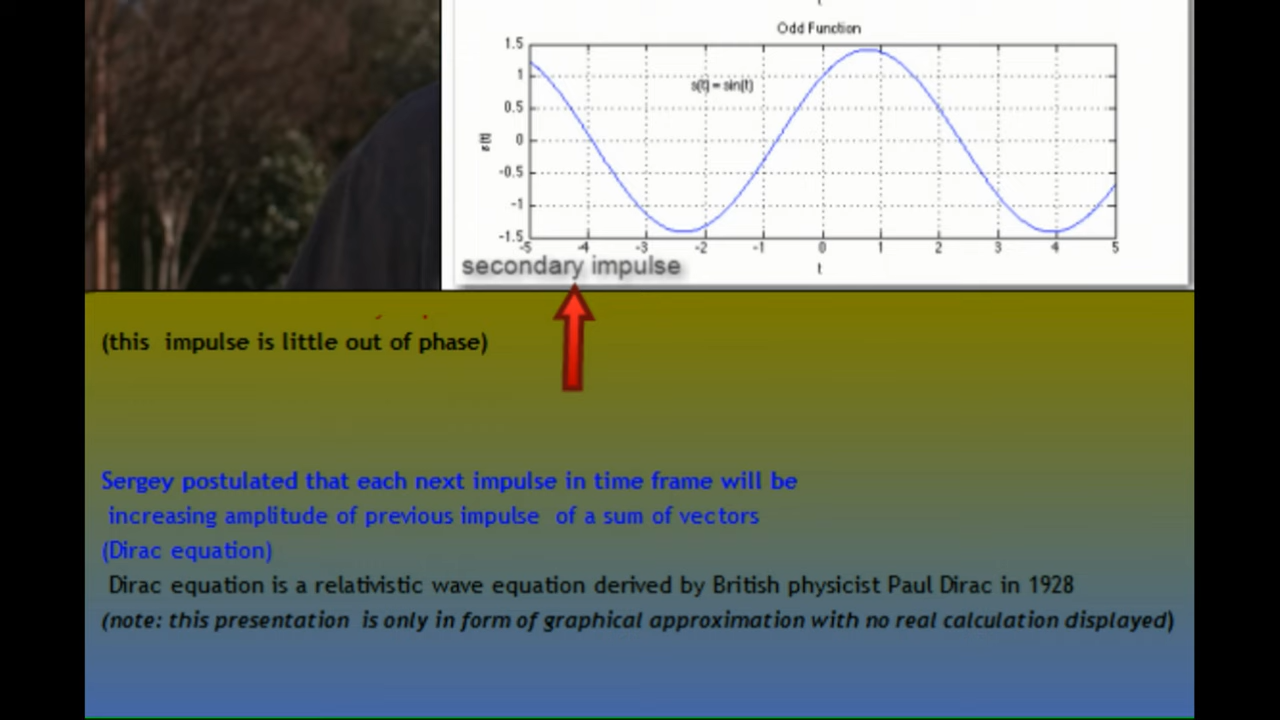 Odd Function
1.5
1
0.5
0
-0.5
-1
-1.5
s(t)
s(t) = sin(t)
-5 -4 -3 -2 -1 0 1 2 3 4 5
t
secondary impulse
(this impulse is little out of phase)
Sergey postulated that each next impulse in time frame will be
increasing amplitude of previous impulse of a sum of vectors
(Dirac equation)
Dirac equation is a relativistic wave equation derived by British physicist Paul Dirac in 1928
(note: this presentation is only in form of graphical approximation with no real calculation displayed)